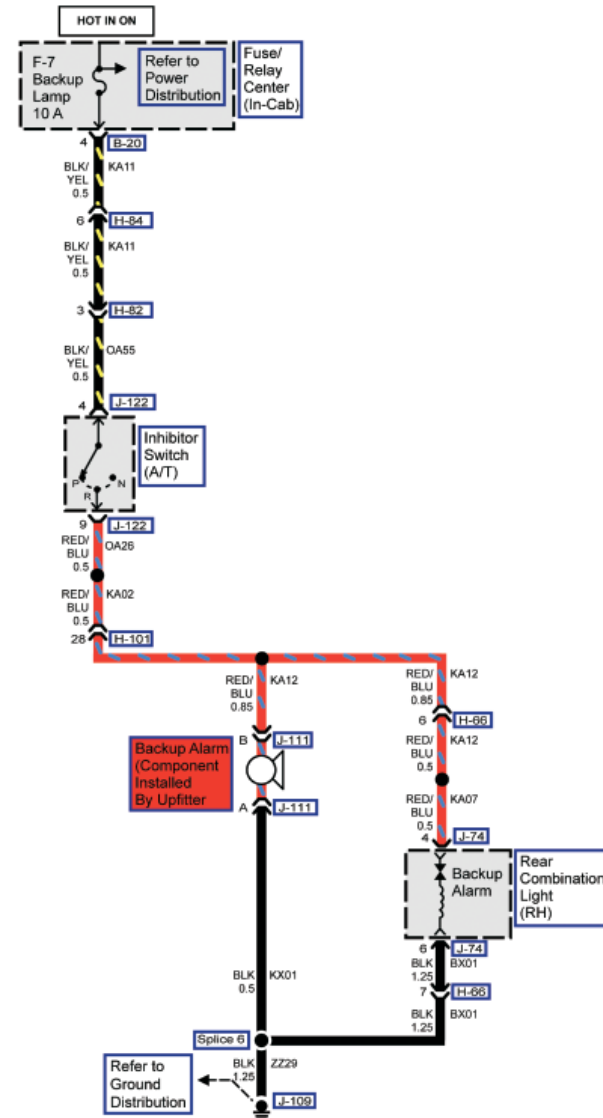 HOT IN ON
F-7
Backup
Lamp
10 A
Refer to
Power
Distribution
Fuse/
Relay
Center
(In-Cab)
4
B-20
BLK/
YEL
0.5
KA11
6
H-84
BLK/
YEL
0.5
KA11
3
H-82
BLK/
YEL
0.5
OA55
4
J-122
P
R
N
Inhibitor
Switch
(A/T)
9
J-122
RED/
BLU
0.5
OA26
RED/
BLU
0.5
KA02
28
H-101
RED/
BLU
0.85
KA12
RED/
BLU
0.85
KA12
6
H-66
B
J-111
RED/
BLU
0.5
KA12
Backup Alarm
(Component
Installed
By Upfitter
A
J-111
RED/
BLU
0.5
KA07
4
J-74
Backup
Alarm
Rear
Combination
Light
(RH)
6
J-74
BLK
1.25
BX01
7
H-66
BLK
1.25
BX01
BLK
0.5
KX01
Splice 6
BLK
1.25
ZZ29
Refer to
Ground
Distribution
J-109